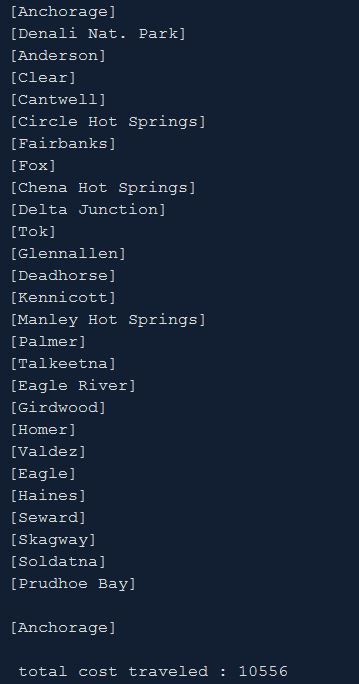 [Anchorage]
[Denali Nat. Park]
[Anderson]
[Clear]
[Cantwell]
[Circle Hot Springs]
[Fairbanks]
[Fox]
[Chena Hot Springs]
[Delta Junction]
[Tok]
[Glennallen]
[Deadhorse]
[Kennicott]
[Manley Hot Springs]
[Palmer]
[Talkeetna]
[Eagle River]
[Girdwood]
[Homer]
[Valdez]
[Eagle]
[Haines]
[Seward]
[Skagway]
[Soldatna]
[Prudhoe Bay]
[Anchorage]
total cost traveled : 10556